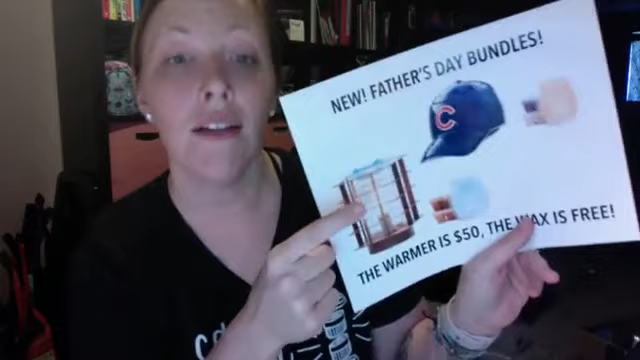 NEW! FATHER'S DAY BUNDLES!
C
THE WARMER IS $50, THE WAX IS FREE!